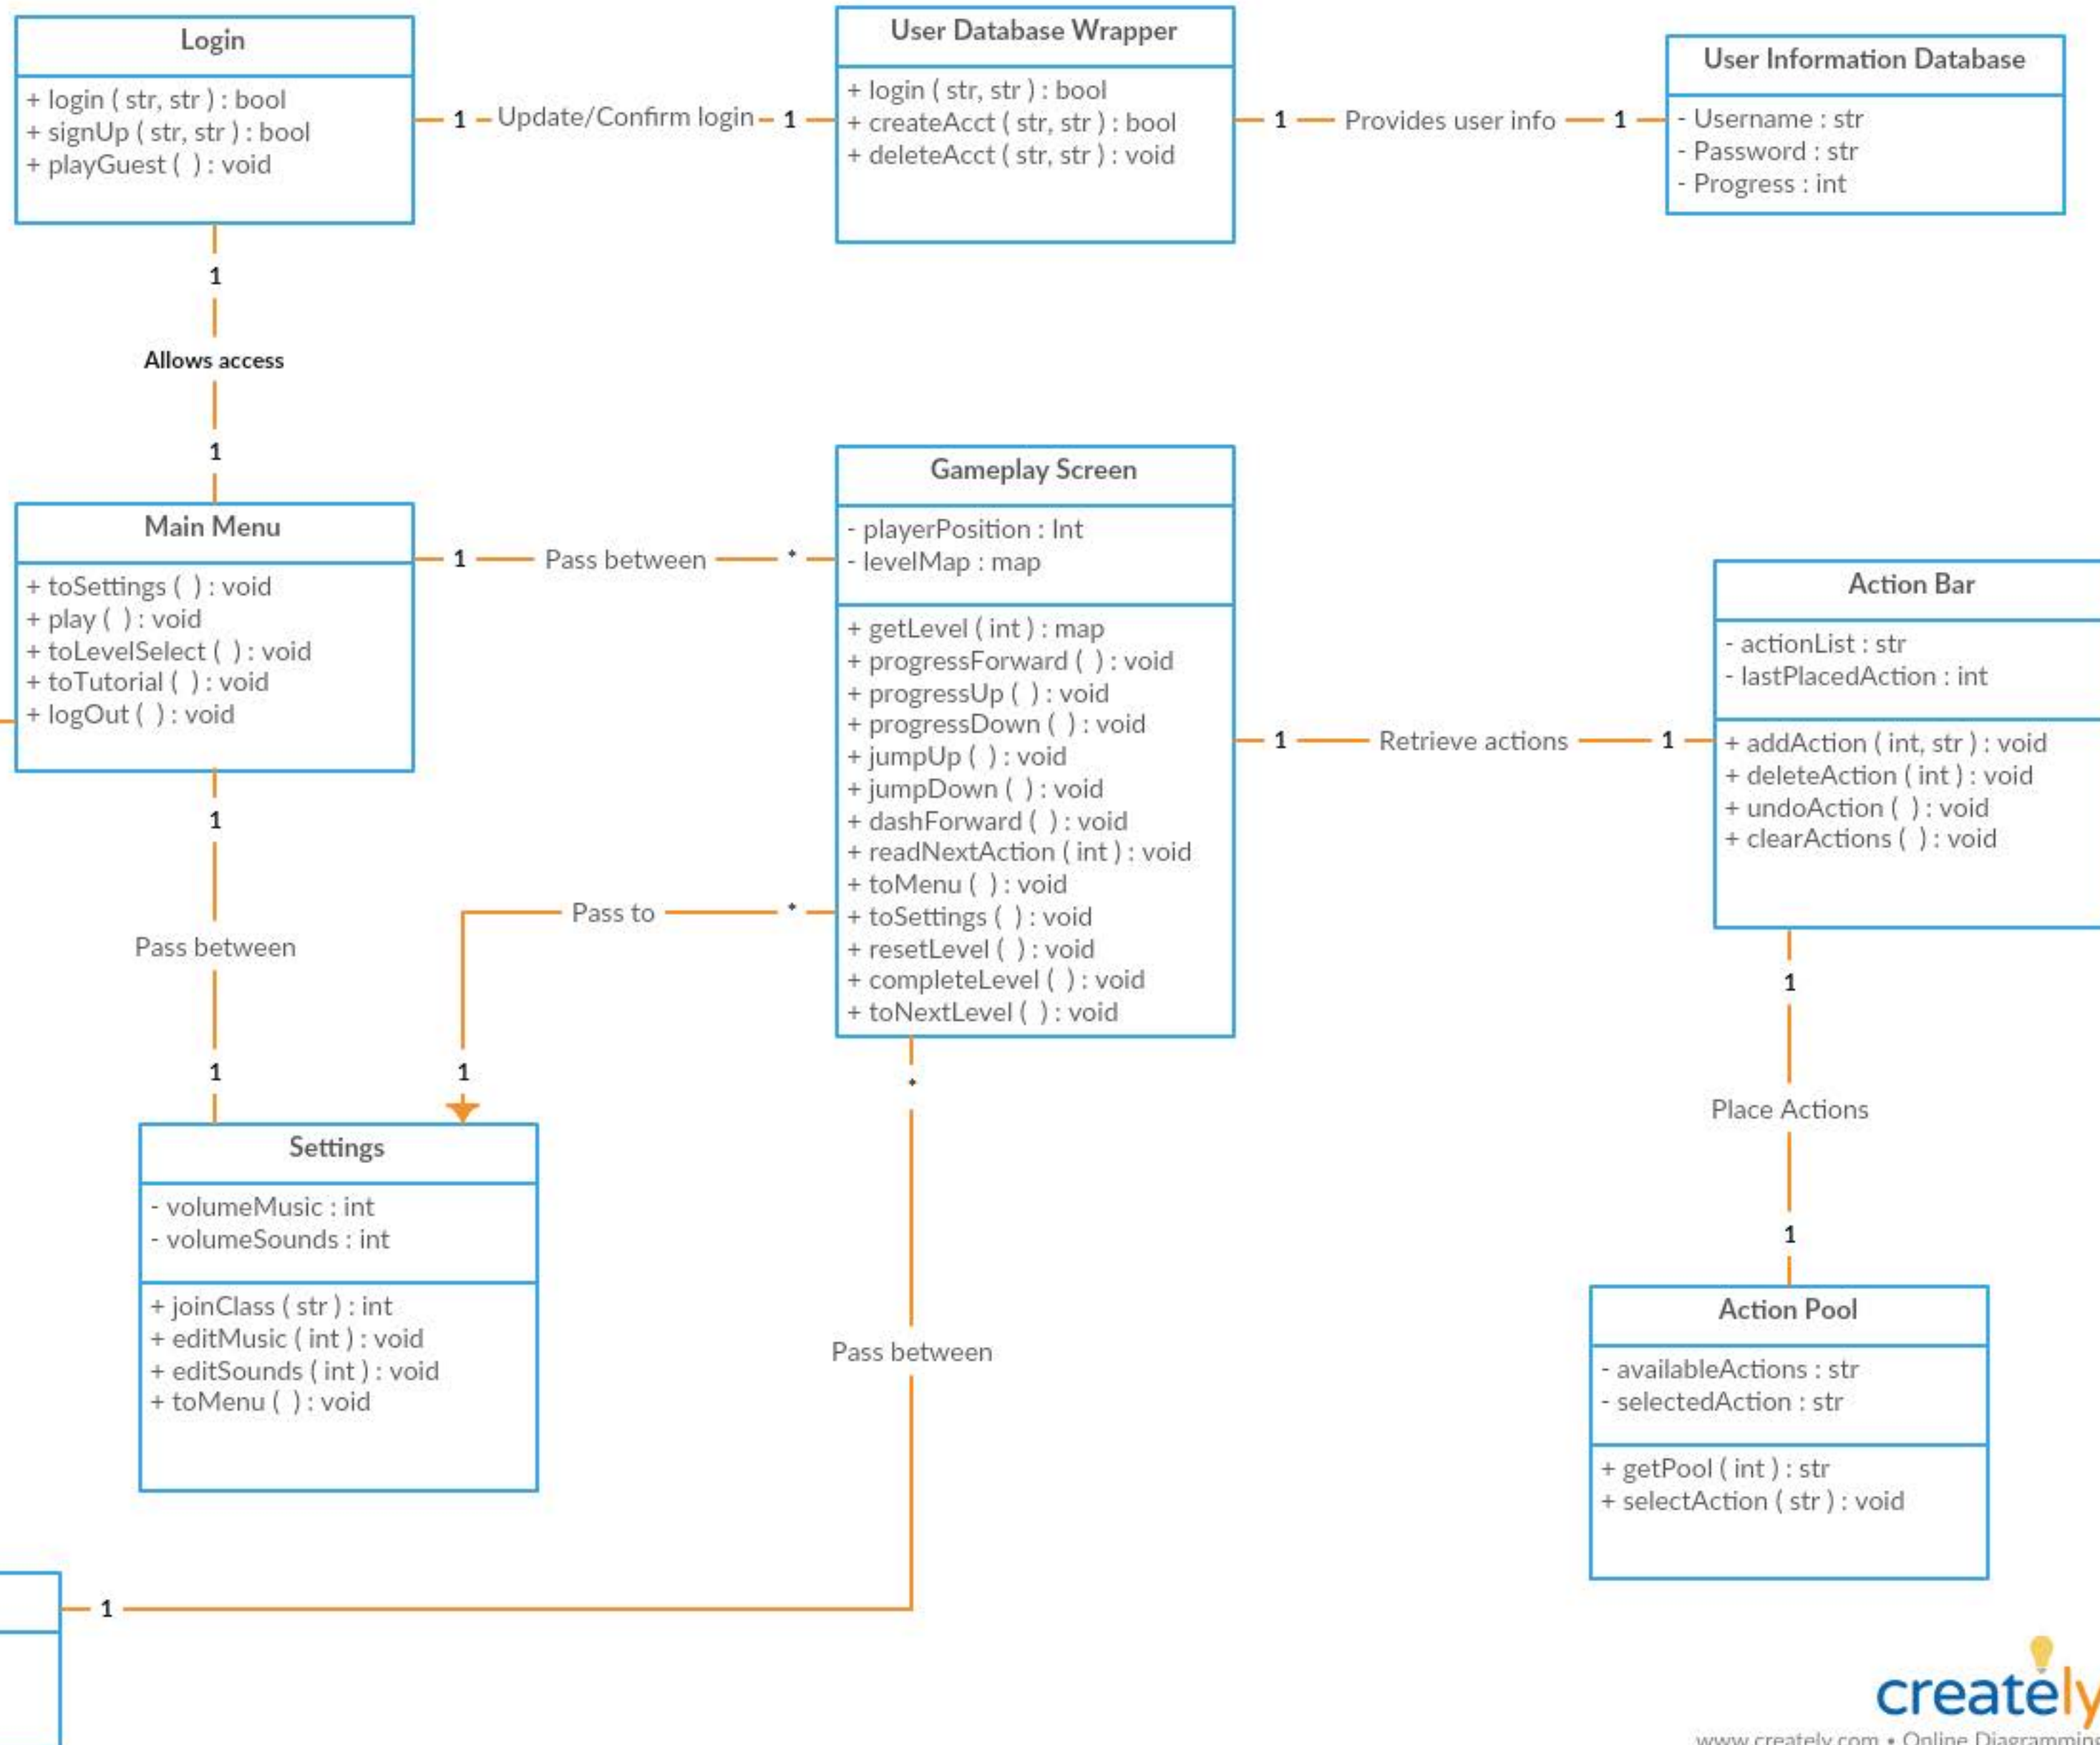 Login
+ login ( str, str ) : bool
+ signUp ( str, str ) : bool
+ playGuest ( ) : void
1
Update/Confirm login
1
User Database Wrapper
+ login ( str, str ) : bool
+ createAcct ( str, str ) : bool
+ deleteAcct ( str, str ) : void
1
Provides user info
1
User Information Database
- Username : str
- Password : str
- Progress : int
1
Allows access
1
Main Menu
+ toSettings ( ) : void
+ play ( ) : void
+ toLevelSelect ( ) : void
+ toTutorial ( ) : void
+ logOut ( ) : void
1
Pass between
*
Gameplay Screen
- playerPosition : Int
- levelMap : map
+ getLevel ( int ) : map
+ progressForward ( ) : void
+ progressUp ( ) : void
+ progressDown ( ) : void
+ jumpUp ( ) : void
+ jumpDown ( ) : void
+ dashForward ( ) : void
+ readNextAction ( int ) : void
+ toMenu ( ) : void
+ toSettings ( ) : void
+ resetLevel ( ) : void
+ completeLevel ( ) : void
+ toNextLevel ( ) : void
1
Retrieve actions
1
Action Bar
- actionList : str
- lastPlacedAction : int
+ addAction ( int, str ) : void
+ deleteAction ( int ) : void
+ undoAction ( ) : void
+ clearActions ( ) : void
1
Pass between
1
Pass to
*
1
Settings
- volumeMusic : int
- volumeSounds : int
+ joinClass ( str ) : int
+ editMusic ( int ) : void
+ editSounds ( int ) : void
+ toMenu ( ) : void
*
Pass between
1
1
Place Actions
1
Action Pool
- availableActions : str
- selectedAction : str
+ getPool ( int ) : str
+ selectAction ( str ) : void
creately
www.creately.com • Online Diagramming